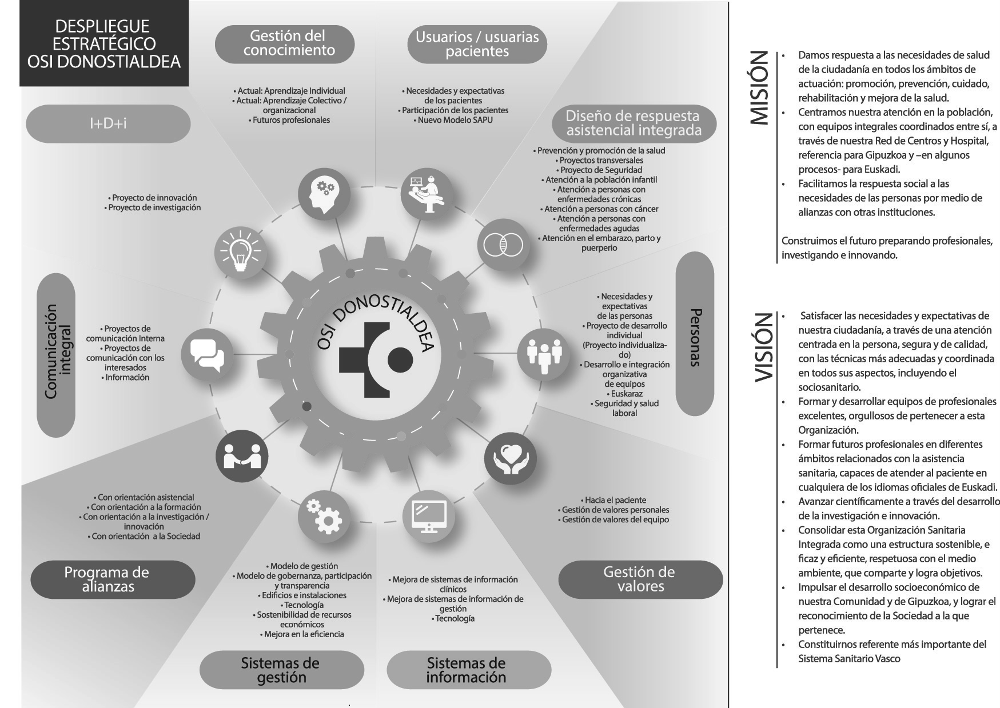 DESPLIEGUE
ESTRATÉGICO
OSI DONOSTIALDEA
Gestión del
conocimiento
• Actual: Aprendizaje Individual
• Actual: Aprendizaje Colectivo /
organizacional
• Futuros profesionales
Usuarios / usuarias
pacientes
• Necesidades y expectativas
de los pacientes
• Participación de los pacientes
• Nuevo Modelo SAPU
Diseño de respuesta
asistencial integrada
• Prevención y promoción de la salud
• Proyectos transversales
• Proyecto de Seguridad
• Atención a la población infantil
• Atención a personas con
enfermedades crónicas
• Atención a personas con cáncer
• Atención a personas con
enfermedades agudas
• Atención en el embarazo, parto y
puerperio
Personas
• Necesidades y
expectativas
de las personas
• Proyecto de desarrollo
individual
(Proyecto individualiza-
do)
• Desarrollo e integración
organizativa
de equipos
• Euskaraz
• Seguridad y salud
laboral
• Hacia el paciente
• Gestión de valores personales
• Gestión de valores del equipo
Gestión de
valores
• Mejora de sistemas de información
clínicos
• Mejora de sistemas de información de
gestión
• Tecnología
Sistemas de
información
• Modelo de gestión
• Modelo de gobernanza, participación
y transparencia
• Edificios e instalaciones
• Tecnología
• Sostenibilidad de recursos
económicos
• Mejora en la eficiencia
Sistemas de
gestión
• Con orientación asistencial
• Con orientación a la formación
• Con orientación a la investigación /
innovación
• Con orientación a la Sociedad
Programa de
alianzas
Comunicación
integral
• Proyectos de
comunicación Interna
• Proyectos de
comunicación con los
interesados
• Información
I+D+i
• Proyecto de innovación
• Proyecto de investigación
OSI DONOSTIALDEA
MISIÓN
• Damos respuesta a las necesidades de salud
de la ciudadanía en todos los ámbitos de
actuación: promoción, prevención, cuidado,
rehabilitación y mejora de la salud.
• Centramos nuestra atención en la población,
con equipos integrales coordinados entre sí, a
través de nuestra Red de Centros y Hospital,
referencia para Gipuzkoa y –en algunos
procesos- para Euskadi.
• Facilitamos la respuesta social a las
necesidades de las personas por medio de
alianzas con otras instituciones.
Construimos el futuro preparando profesionales,
investigando e innovando.
VISIÓN
• Satisfacer las necesidades y expectativas de
nuestra ciudadanía, a través de una atención
centrada en la persona, segura y de calidad,
con las técnicas más adecuadas y coordinada
en todos sus aspectos, incluyendo el
sociosanitario.
• Formar y desarrollar equipos de profesionales
excelentes, orgullosos de pertenecer a esta
Organización.
• Formar futuros profesionales en diferentes
ámbitos relacionados con la asistencia
sanitaria, capaces de atender al paciente en
cualquiera de los idiomas oficiales de Euskadi.
• Avanzar científicamente a través del desarrollo
de la investigación e innovación.
• Consolidar esta Organización Sanitaria
Integrada como una estructura sostenible, e
ficaz y eficiente, respetuosa con el medio
ambiente, que comparte y logra objetivos.
• Impulsar el desarrollo socioeconómico de
nuestra Comunidad y de Gipuzkoa, y lograr el
reconocimiento de la Sociedad a la que
pertenece.
• Constituirnos referente más importante del
Sistema Sanitario Vasco